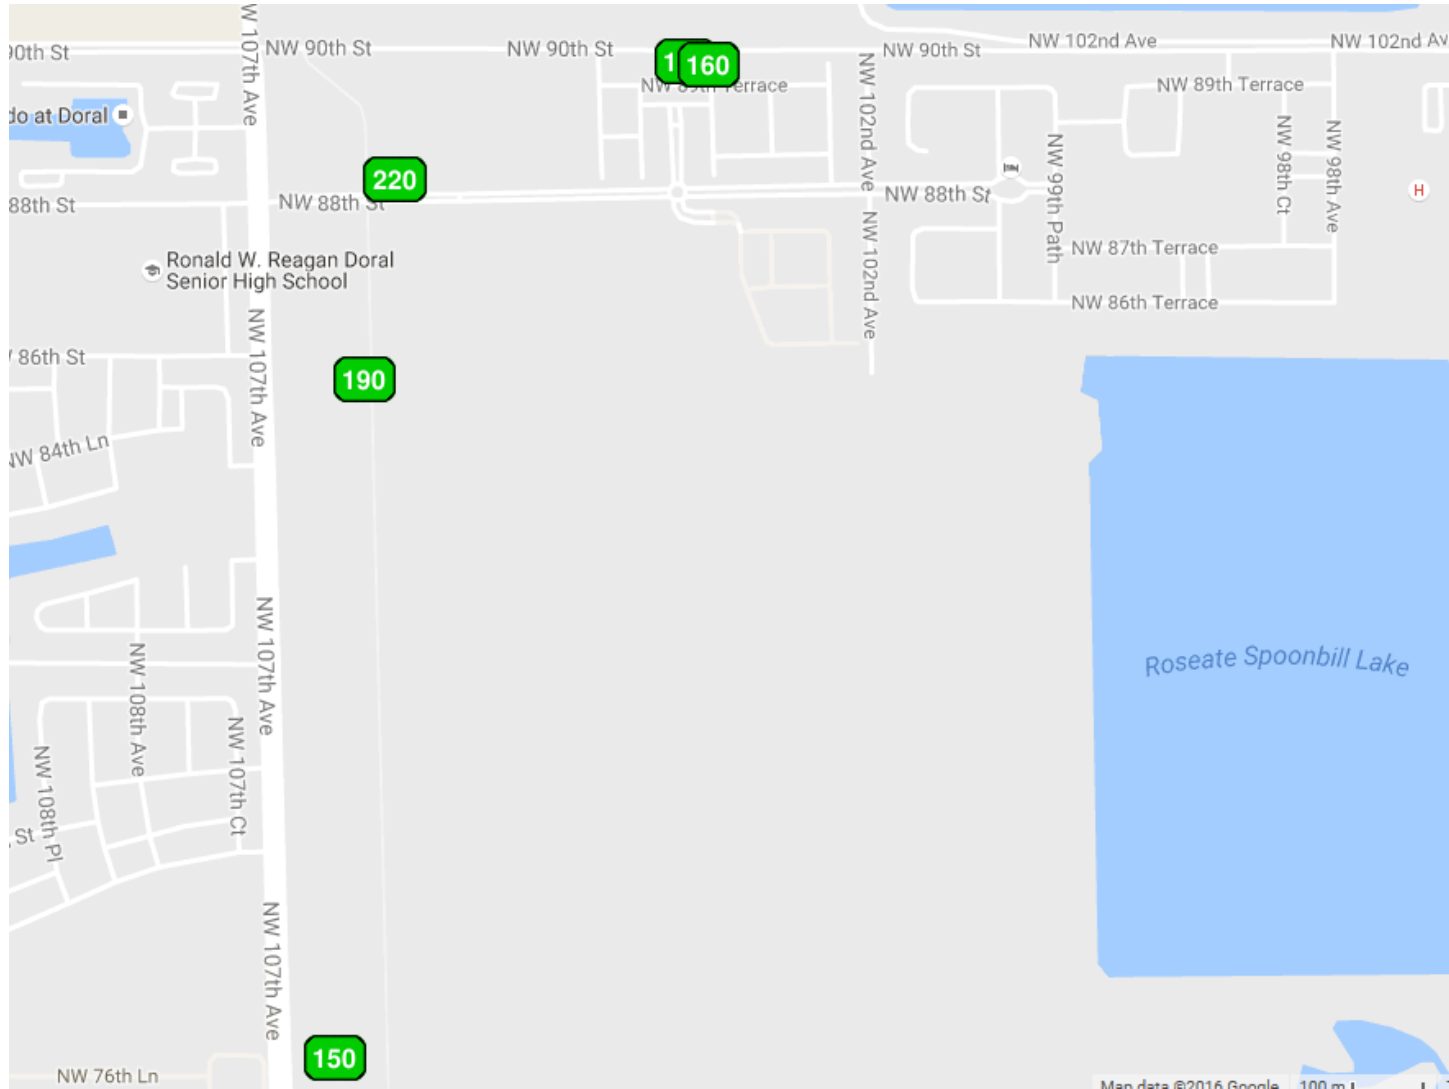 W 107th Ave
90th St
NW 90th St
NW 90th St
NW 90th St
NW 102nd Ave
NW 102nd Av
160
NW 89th Terrace
NW 89th Terrace
do at Doral
NW 102nd Ave
NW 99th Path
NW 98th Ct
NW 98th Ave
220
88th St
NW 88th St
NW 88th St
H
Ronald W. Reagan Doral
Senior High School
NW 102nd Ave
NW 87th Terrace
NW 86th Terrace
86th St
NW 107th Ave
190
NW 84th Ln
NW 107th Ave
Roseate Spoonbill Lake
NW 108th Ave
NW 107th Ct
NW 108th Pl
St
NW 107th Ave
150
NW 76th Ln
Map data ©2016 Google
100 m